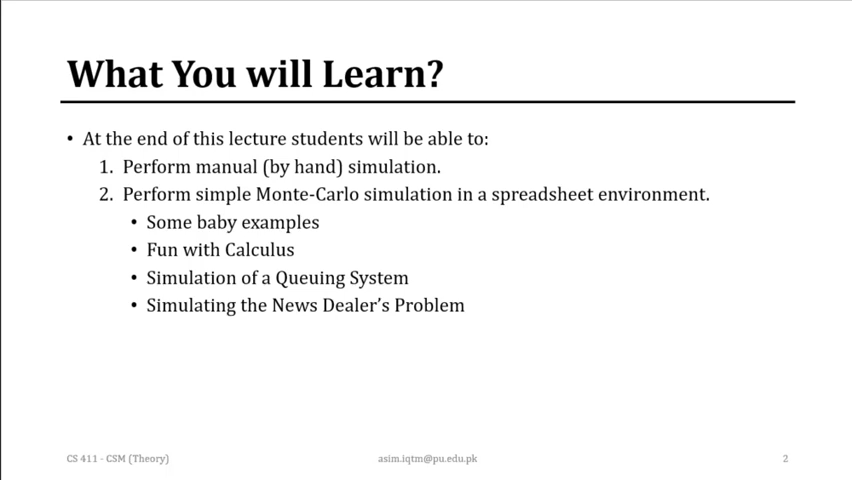 What You will Learn?
• At the end of this lecture students will be able to:
1. Perform manual (by hand) simulation.
2. Perform simple Monte-Carlo simulation in a spreadsheet environment.
• Some baby examples
• Fun with Calculus
• Simulation of a Queuing System
• Simulating the News Dealer's Problem
CS 411 - CSM (Theory)
asim.iqtm@pu.edu.pk
2